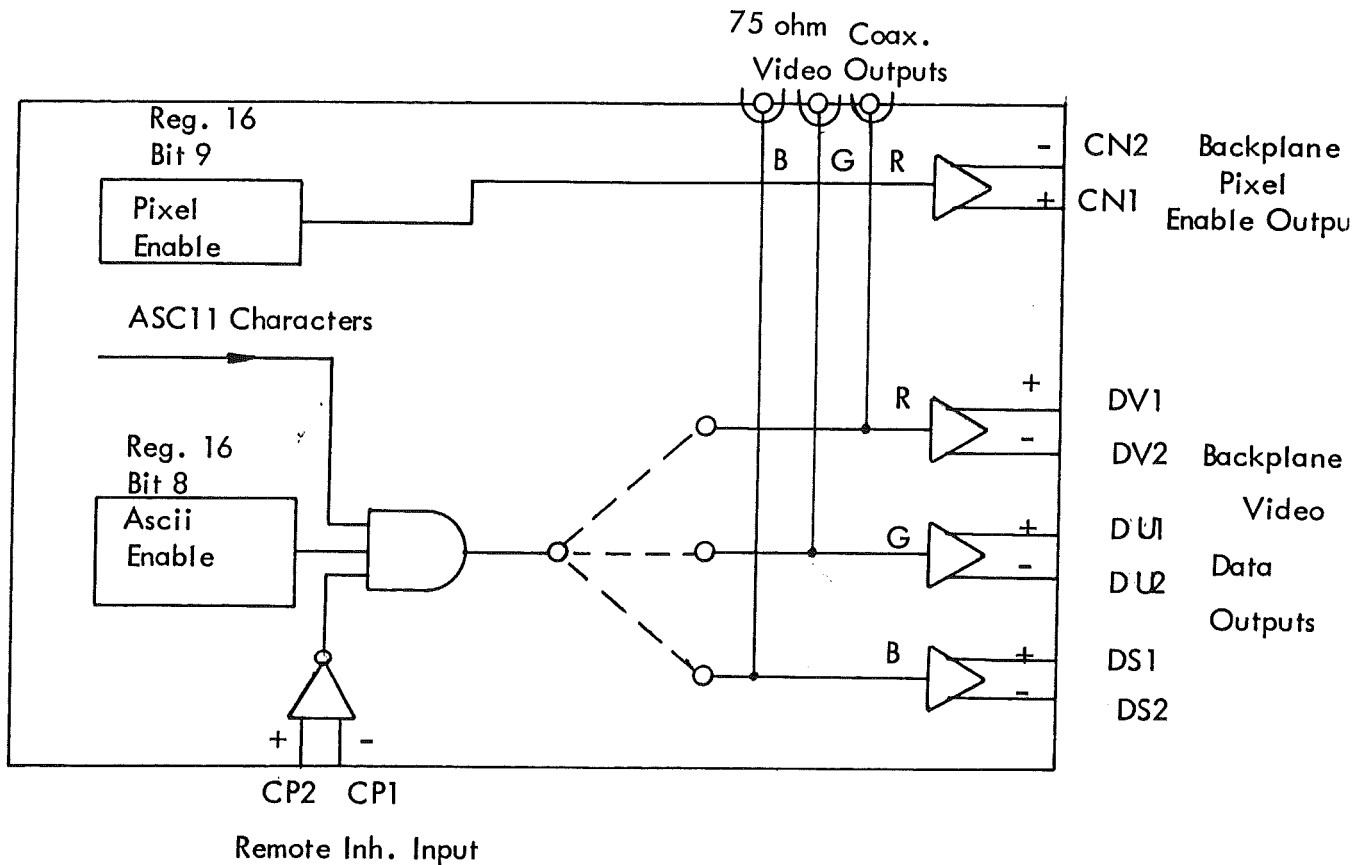 75 ohm Coax.
Video Outputs
Reg. 16
Bit 9
Pixel
Enable
B G R
- CN2
+ CN1
Backplane
Pixel
Enable Outpu
ASC11 Characters
Reg. 16
Bit 8
Ascii
Enable
R
+ DV1
- DV2
G
+ DU1
- DU2
B
+ DS1
- DS2
Backplane
Video
Data
Outputs
+ -
CP2 CP1
Remote Inh. Input